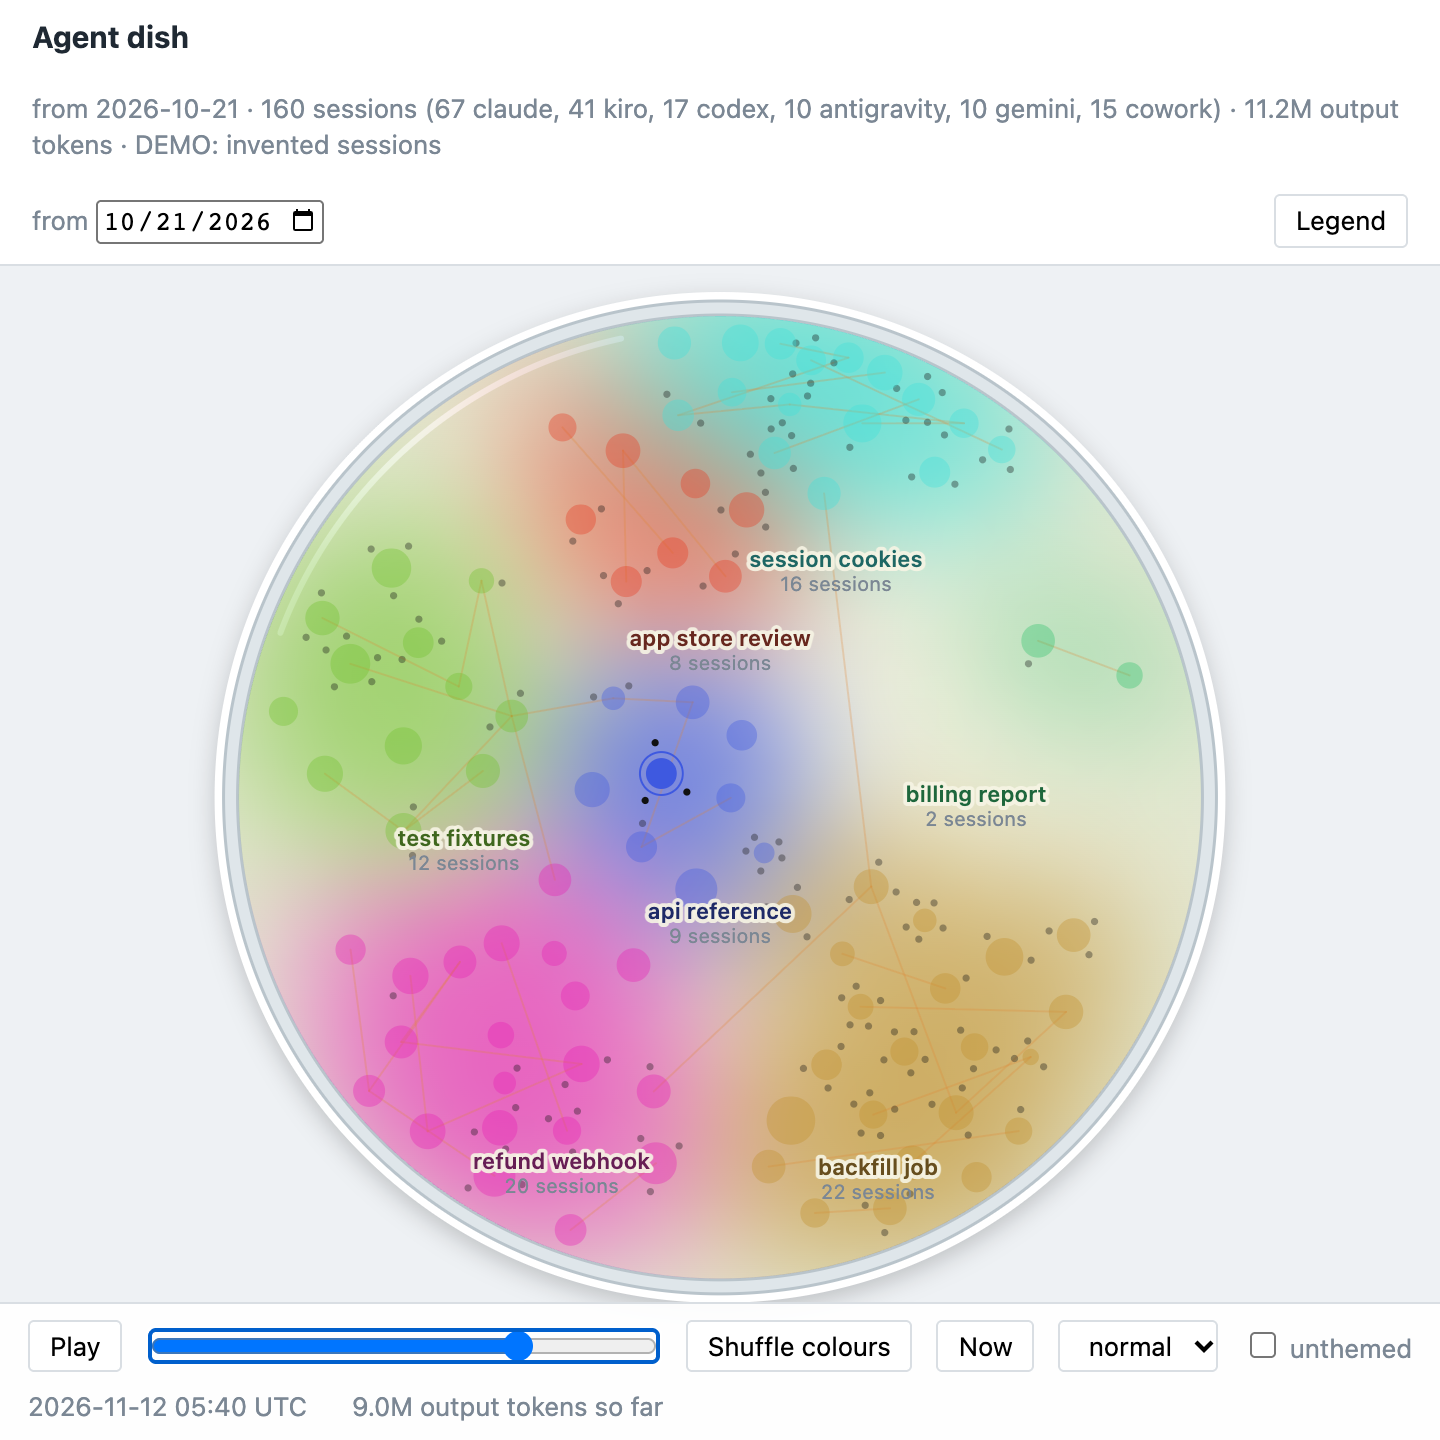 Agent dish
from 2026-10-21 · 160 sessions (67 claude, 41 kiro, 17 codex, 10 antigravity, 10 gemini, 15 cowork) · 11.2M output
tokens · DEMO: invented sessions
from 10/21/2026
Legend
session cookies
16 sessions
app store review
8 sessions
billing report
2 sessions
test fixtures
12 sessions
api reference
9 sessions
refund webhook
20 sessions
backfill job
22 sessions
Play
Shuffle colours
Now
normal
unthemed
2026-11-12 05:40 UTC 9.0M output tokens so far